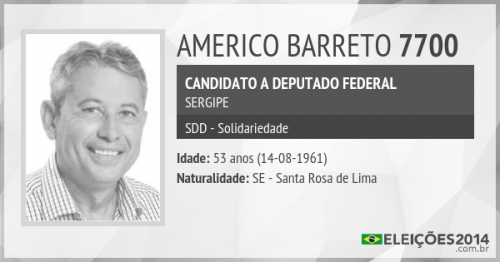 AMERICO BARRETO 7700
CANDIDATO A DEPUTADO FEDERAL
SERGIPE
SDD - Solidariedade
Idade: 53 anos (14-08-1961)
Naturalidade: SE - Santa Rosa de Lima
ELEIÇÕES2014
.com.br